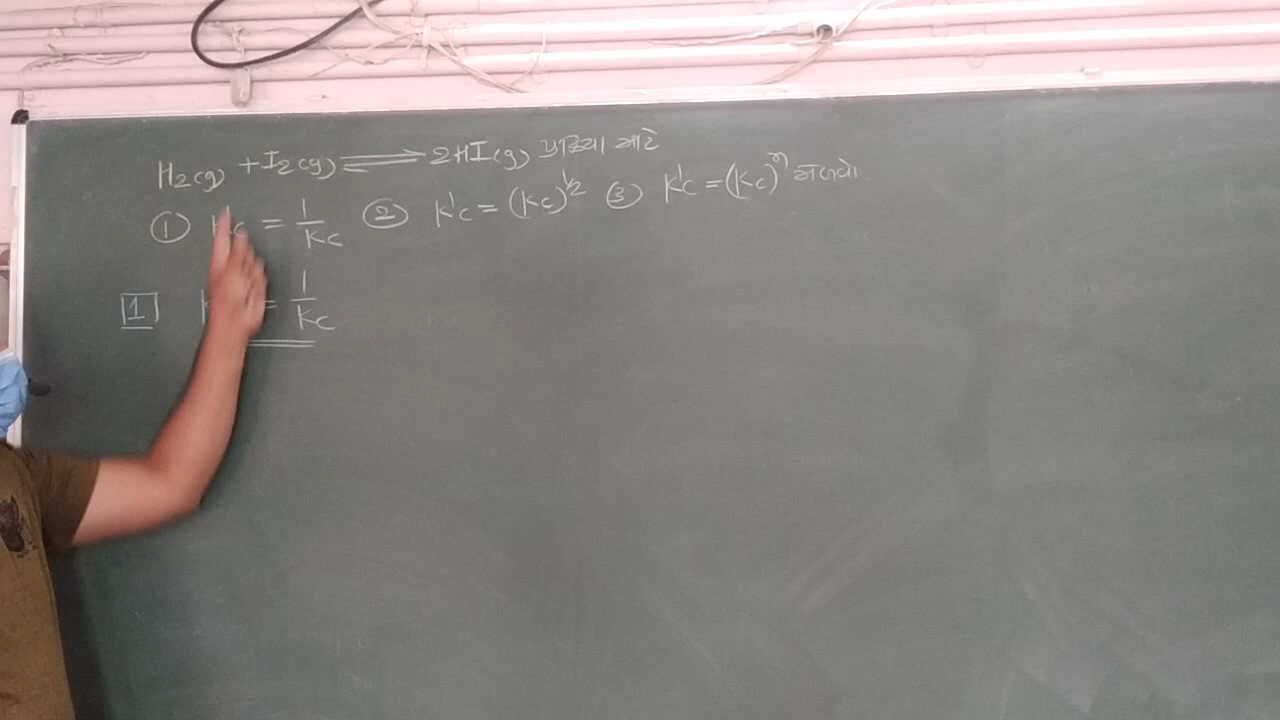 H₂(g) + I₂(g) ⇌ 2HI(g) પ્રક્રિયા માટે
① K'c = 1/Kc ② K'c = (Kc)^1/2 ③ K'c = (Kc)^n મેળવો
1 K = 1/Kc